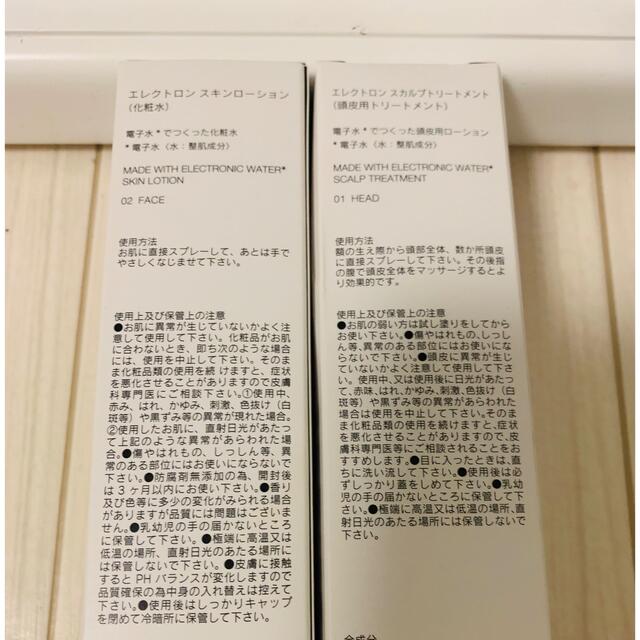 エレクトロン スキンローション
（化粧水）
電子水＊でつくった化粧水
＊電子水（水：整肌成分）
MADE WITH ELECTRONIC WATER*
SKIN LOTION
02 FACE
使用方法
お肌に直接スプレーして、あとは手で
やさしくなじませて下さい。
使用上及び保管上の注意
●お肌に異常が生じていないかよく注
意して使用して下さい。化粧品がお肌
に合わないとき、即ち次のような場合
には、使用を中止して下さい。そのま
ま化粧品類の使用を続けますと、症状
を悪化させることがありますので皮膚
科専門医にご相談下さい。①使用中、
赤み、はれ、かゆみ、刺激、色抜け（白
斑等）や黒ずみ等の異常が現れた場合。
②使用したお肌に、直射日光があたっ
て上記のような異常があらわれた場
合。●傷やはれもの、しっしん等、異
常のある部位にはお使いにならないで
下さい。●防腐剤無添加の為、開封後
は３ヶ月以内にお使い下さい。●香り
及び色等に多少の変化がみられる場合
がありますが品質には問題はございま
せん。●乳幼児の手の届かないところ
に保管して下さい。●極端に高温又は
低温の場所、直射日光のあたる場所に
は保管しないで下さい。●皮膚に接触
すると PH バランスが変化しますので
品質確保の為中身の入れ替えは控えて
下さい。●使用後はしっかりキャップ
を閉めて冷暗所に保管して下さい。
エレクトロン スカルプトリートメント
（頭皮用トリートメント）
電子水＊でつくった頭皮用ローション
＊電子水（水：整肌成分）
MADE WITH ELECTRONIC WATER*
SCALP TREATMENT
01 HEAD
使用方法
額の生え際から頭部全体、数か所頭皮
に直接スプレーして下さい。その後指
の腹で頭皮全体をマッサージするとよ
り効果的です。
使用上及び保管上の注意
●お肌の弱い方は試し塗りをしてから
お使い下さい。●傷やはれもの、しっし
ん等、異常のある部位にはお使いにな
らないで下さい。●頭皮に異常が生じ
ていないかよく注意して使用して下さ
い。使用中、又は使用後に日光があたっ
て、赤味、はれ、かゆみ、刺激、色抜け（白
斑等）や黒ずみ等の異常があらわれた
場合は使用を中止して下さい。そのま
ま化粧品類の使用を続けますと、症状
を悪化することがありますので、皮
膚科専門医等にご相談されることをお
すすめします。●目に入ったときは、直
ちに洗い流して下さい。●使用後は必
ずしっかり蓋をしめて下さい。●乳幼
児の手の届かないところに保管して下
さい。●極端に高温又は低温の場所、直
射日光のあたる場所には保管しないで
下さい。
全成分